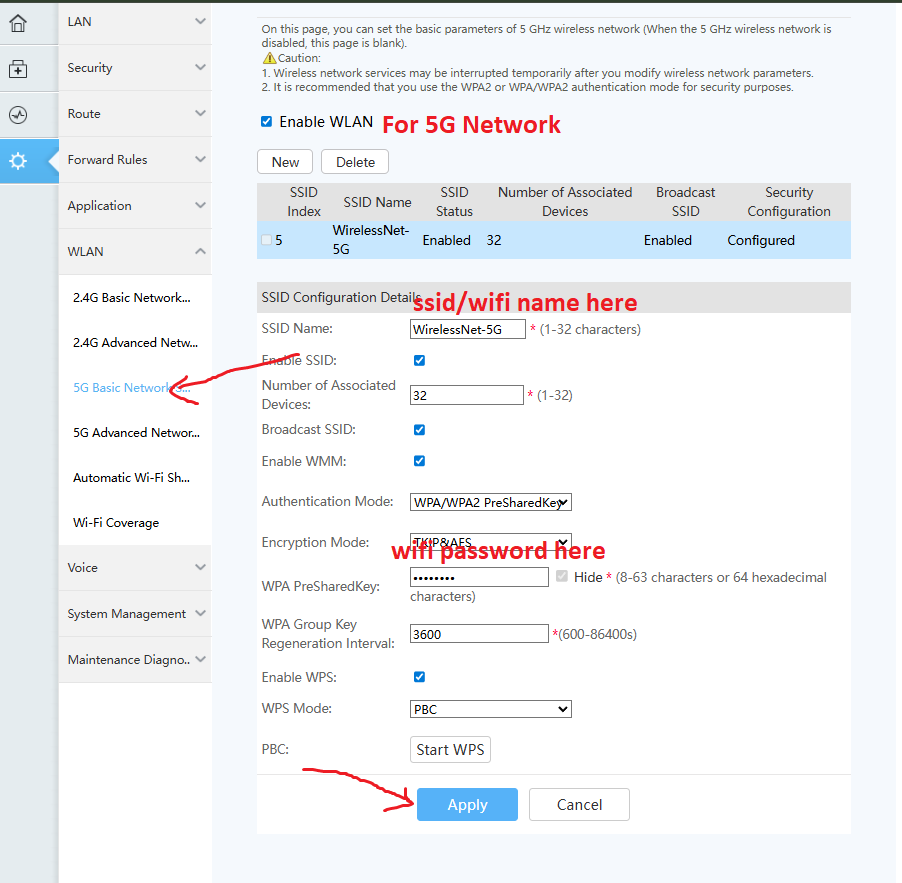 LAN
Security
Route
Forward Rules
Application
WLAN
2.4G Basic Network...
2.4G Advanced Netw...
5G Basic Network S...
5G Advanced Networ...
Automatic Wi-Fi Sh...
Wi-Fi Coverage
Voice
System Management
Maintenance Diagno..
On this page, you can set the basic parameters of 5 GHz wireless network (When the 5 GHz wireless network is
disabled, this page is blank).
Caution:
1. Wireless network services may be interrupted temporarily after you modify wireless network parameters.
2. It is recommended that you use the WPA2 or WPA/WPA2 authentication mode for security purposes.
Enable WLAN For 5G Network
New Delete
SSID Index SSID Name SSID Status Number of Associated Devices Broadcast SSID Security Configuration
5 WirelessNet-5G Enabled 32 Enabled Configured
SSID Configuration Details
ssid/wifi name here
SSID Name: WirelessNet-5G * (1-32 characters)
Enable SSID:
Number of Associated
Devices: 32 * (1-32)
Broadcast SSID:
Enable WMM:
Authentication Mode: WPA/WPA2 PreSharedKey
Encryption Mode: TKIP&AES
wifi password here
WPA PreSharedKey: •••••••• Hide * (8-63 characters or 64 hexadecimal
characters)
WPA Group Key
Regeneration Interval: 3600 *(600-86400s)
Enable WPS:
WPS Mode: PBC
PBC: Start WPS
Apply Cancel